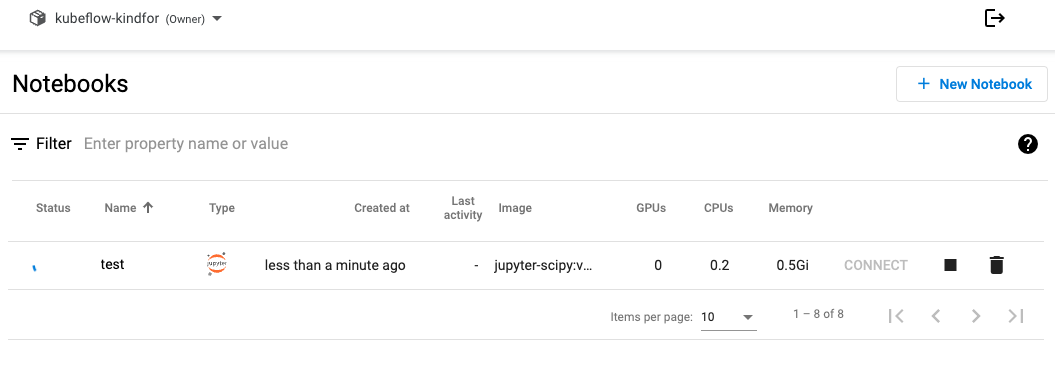 kubeflow-kindfor (Owner)
Notebooks
New Notebook
Filter Enter property name or value
Status Name Type Created at Last activity Image GPUs CPUs Memory
test jupyter less than a minute ago - jupyter-scipy:v... 0 0.2 0.5Gi CONNECT
Items per page: 10 1 – 8 of 8